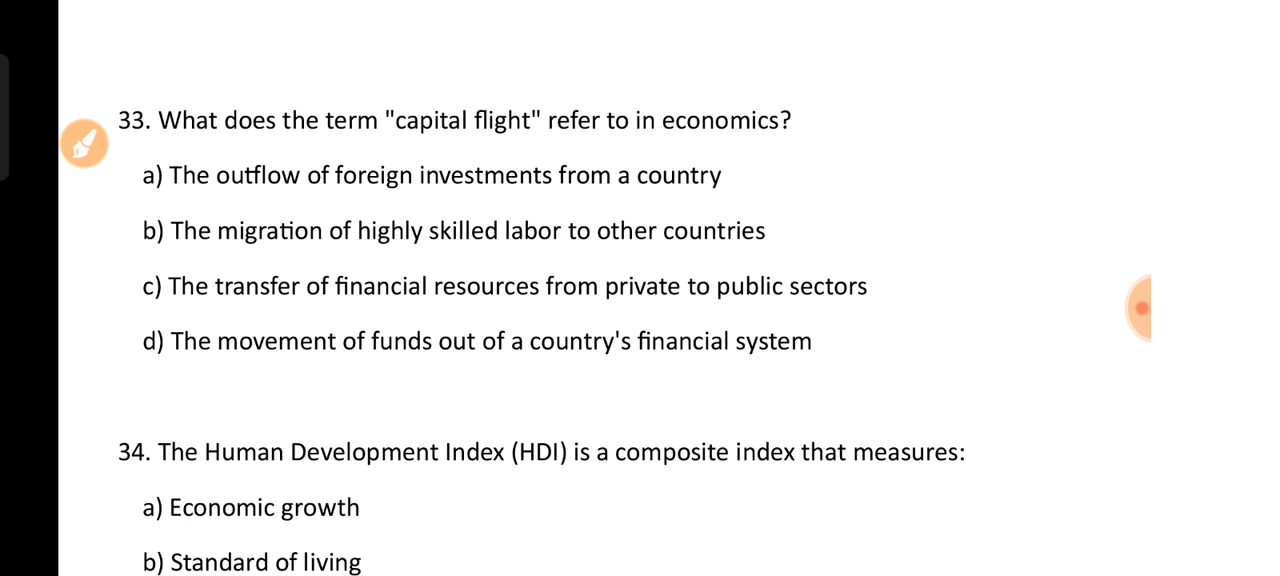 33. What does the term "capital flight" refer to in economics?
a) The outflow of foreign investments from a country
b) The migration of highly skilled labor to other countries
c) The transfer of financial resources from private to public sectors
d) The movement of funds out of a country's financial system
34. The Human Development Index (HDI) is a composite index that measures:
a) Economic growth
b) Standard of living